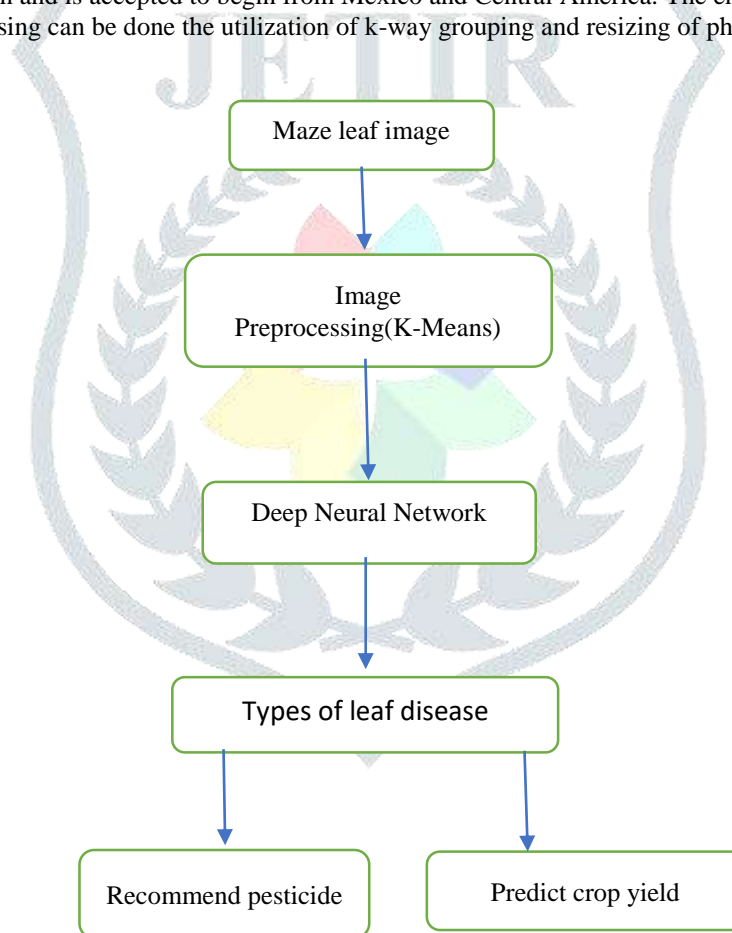 and is accepted to begin from Mexico and Central America. The
sing can be done the utilization of k-way grouping and resizing of ph
JETIR
Maze leaf image
Image
Preprocessing(K-Means)
Deep Neural Network
Types of leaf disease
Recommend pesticide
Predict crop yield